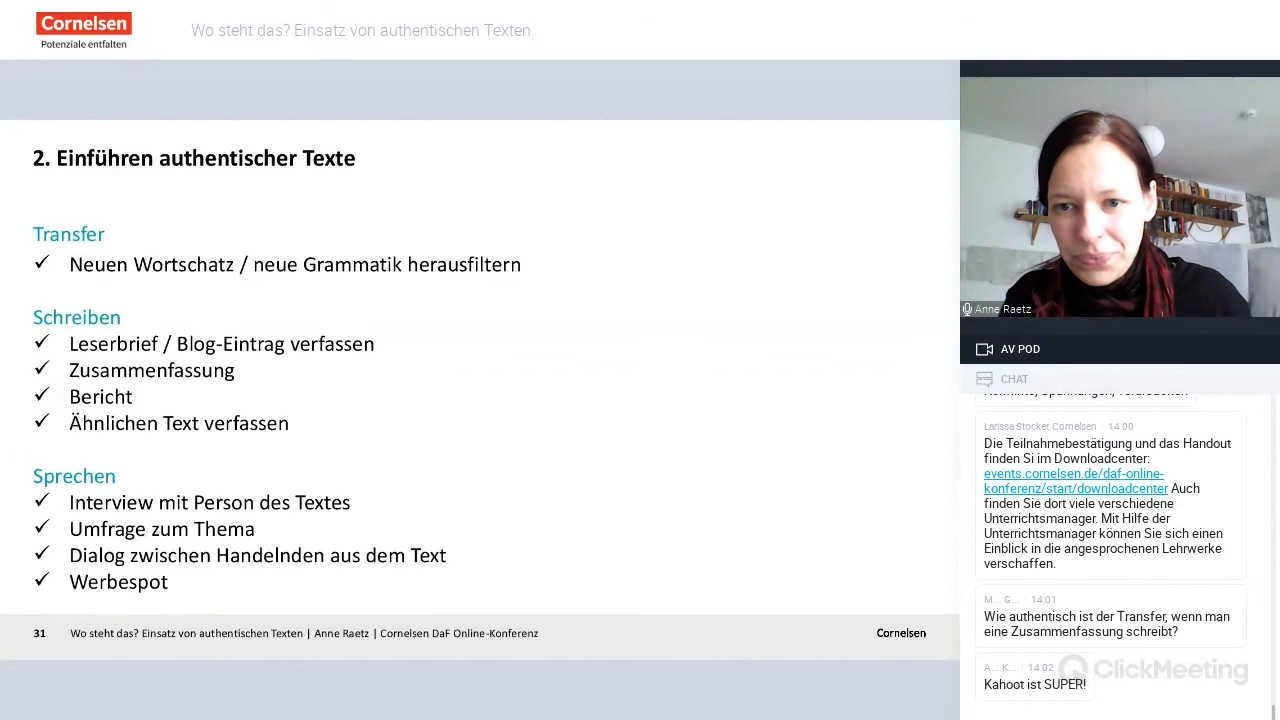 Cornelsen
Potenziale entfalten
Wo steht das? Einsatz von authentischen Texten
2. Einführen authentischer Texte
Transfer
✓ Neuen Wortschatz / neue Grammatik herausfiltern
Schreiben
✓ Leserbrief / Blog-Eintrag verfassen
✓ Zusammenfassung
✓ Bericht
✓ Ähnlichen Text verfassen
Sprechen
✓ Interview mit Person des Textes
✓ Umfrage zum Thema
✓ Dialog zwischen Handelnden aus dem Text
✓ Werbespot
31 Wo steht das? Einsatz von authentischen Texten | Anne Raetz | Cornelsen DaF Online-Konferenz
Cornelsen
Anne Raetz
AV POD
CHAT
Larissa Stocker, Cornelsen 14:00
Die Teilnahmebestätigung und das Handout
finden Si im Downloadcenter:
events.cornelsen.de/daf-online-
konferenz/start/downloadcenter Auch
finden Sie dort viele verschiedene
Unterrichtsmanager. Mit Hilfe der
Unterrichtsmanager können Sie sich einen
Einblick in die angesprochenen Lehrwerke
verschaffen.
M... G... 14:01
Wie authentisch ist der Transfer, wenn man
eine Zusammenfassung schreibt?
A... K... 14:02
Kahoot ist SUPER!
ClickMeeting